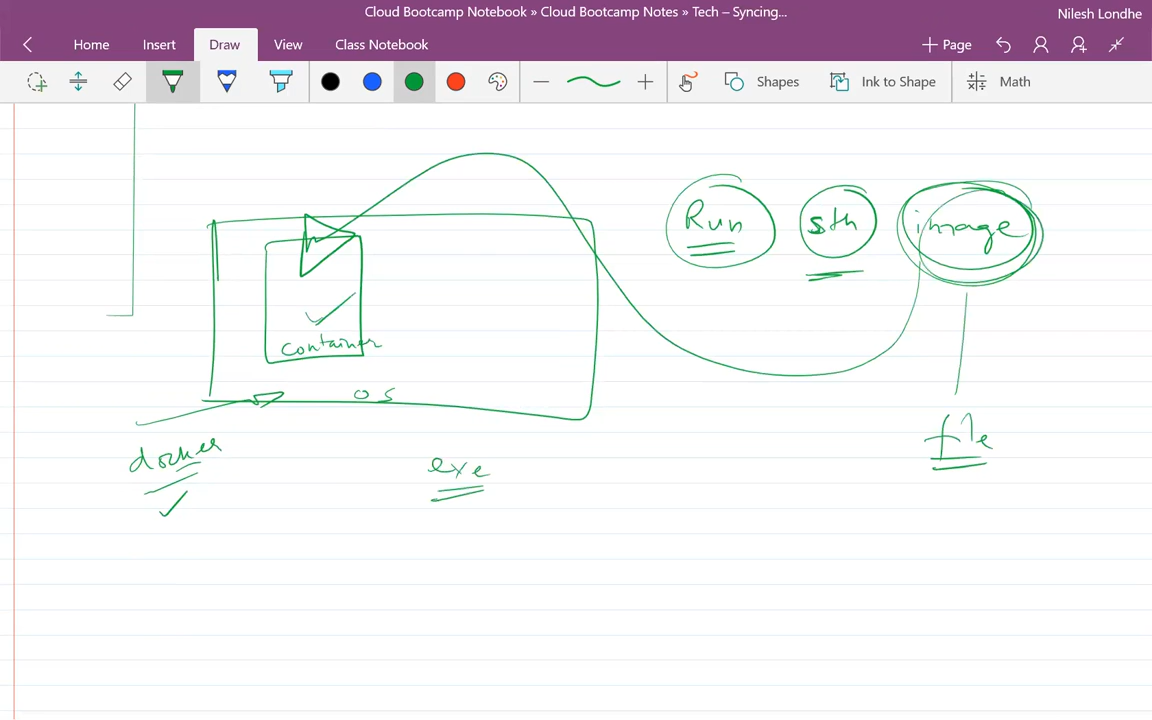 Cloud Bootcamp Notebook » Cloud Bootcamp Notes » Tech – Syncing...
Nilesh Londhe
Home Insert Draw View Class Notebook Page
Shapes Ink to Shape Math
Run sth image
container
os
docker
exe
file